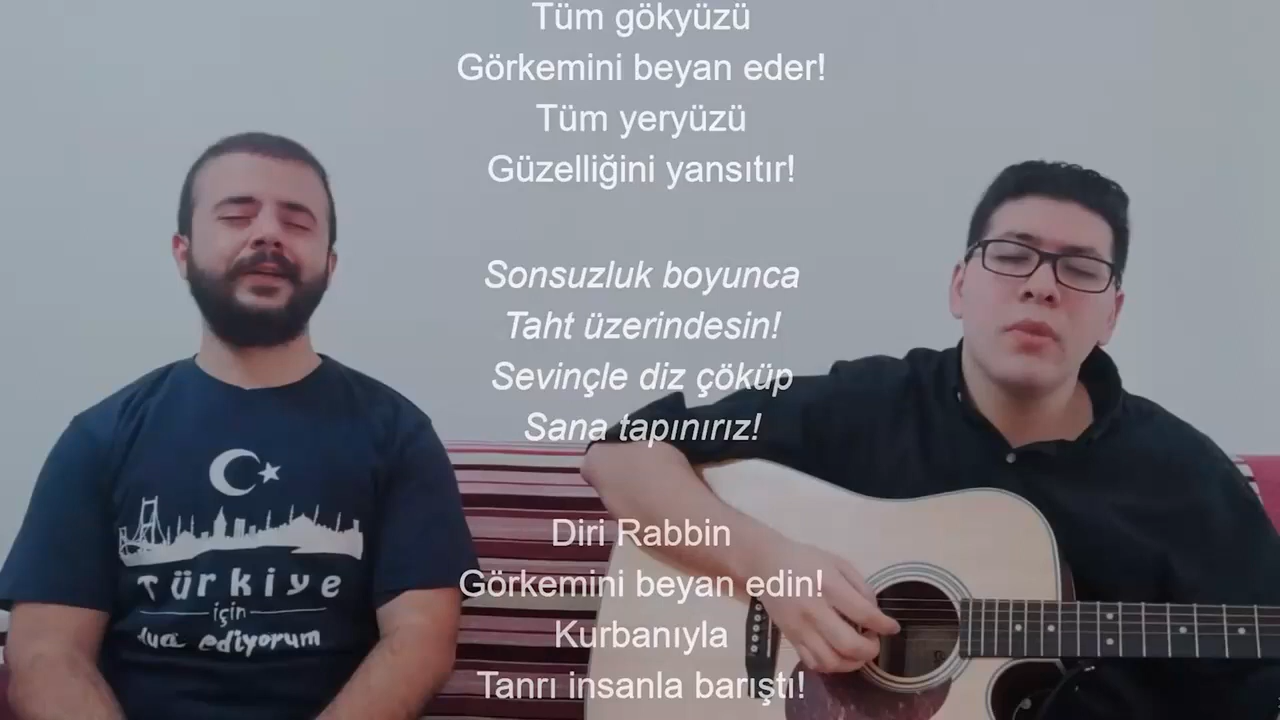 Tüm gökyüzü
Görkemini beyan eder!
Tüm yeryüzü
Güzelliğini yansıtır!
Sonsuzluk boyunca
Taht üzerindesin!
Sevinçle diz çöküp
Sana tapınırız!
Diri Rabbin
Görkemini beyan edin!
Kurbanıyla
Tanrı insanla barıştı!
Türkiye
için
dua ediyorum